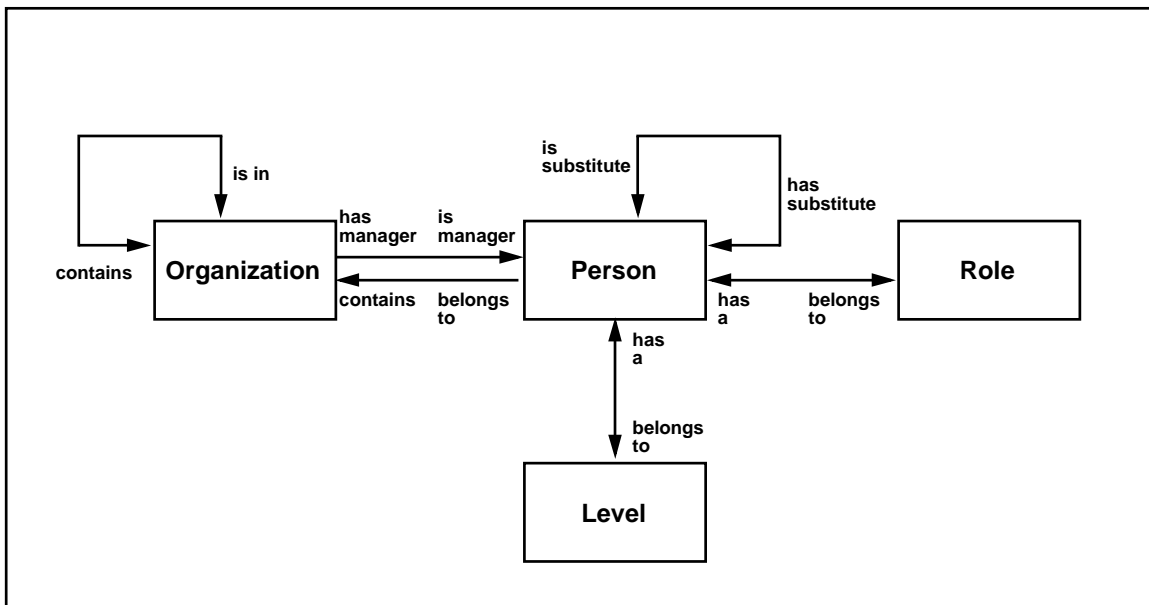 is
substitute
is in
has
substitute
has
manager
is
manager
Organization
Person
Role
contains
contains
belongs
to
has
a
belongs
to
has
a
belongs
to
Level